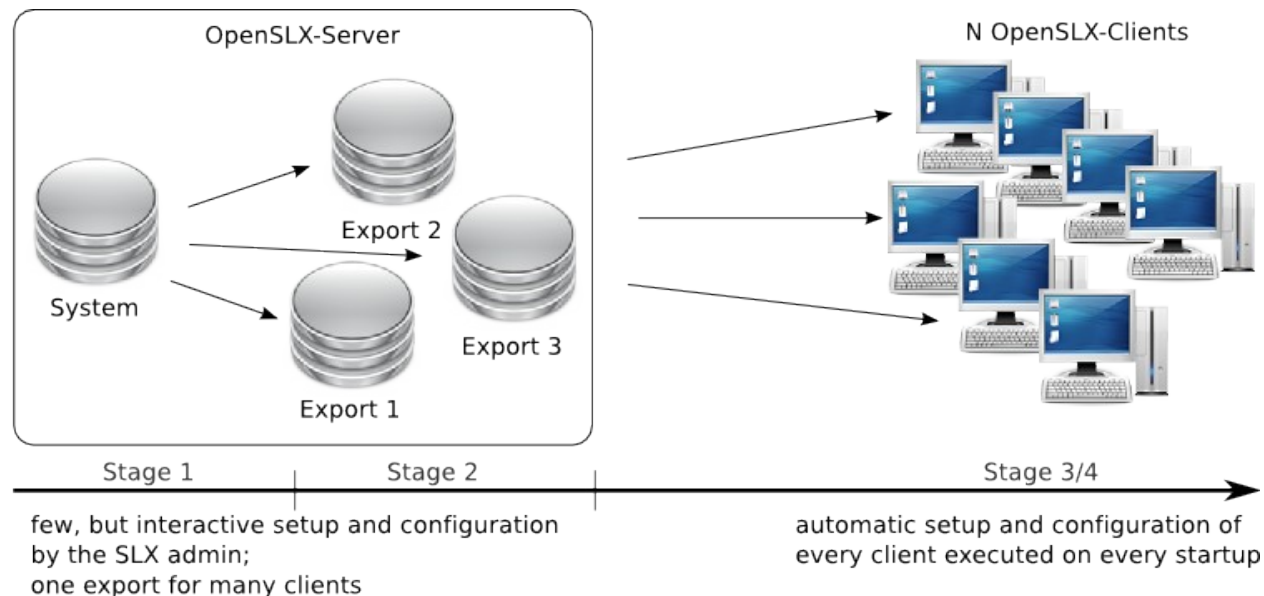 OpenSLX-Server
N OpenSLX-Clients
Export 2
System
Export 3
Export 1
Stage 1
Stage 2
Stage 3/4
few, but interactive setup and configuration
by the SLX admin;
one export for many clients
automatic setup and configuration of
every client executed on every startup